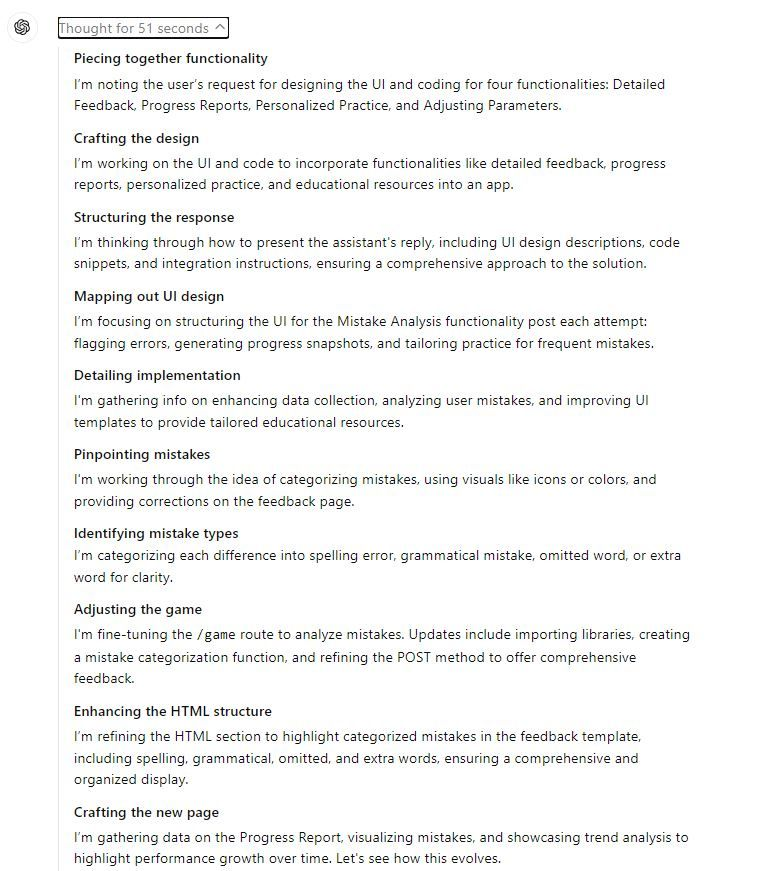 Thought for 51 seconds
Piecing together functionality
I'm noting the user's request for designing the UI and coding for four functionalities: Detailed
Feedback, Progress Reports, Personalized Practice, and Adjusting Parameters.
Crafting the design
I'm working on the UI and code to incorporate functionalities like detailed feedback, progress
reports, personalized practice, and educational resources into an app.
Structuring the response
I'm thinking through how to present the assistant's reply, including UI design descriptions, code
snippets, and integration instructions, ensuring a comprehensive approach to the solution.
Mapping out UI design
I'm focusing on structuring the UI for the Mistake Analysis functionality post each attempt:
flagging errors, generating progress snapshots, and tailoring practice for frequent mistakes.
Detailing implementation
I'm gathering info on enhancing data collection, analyzing user mistakes, and improving UI
templates to provide tailored educational resources.
Pinpointing mistakes
I'm working through the idea of categorizing mistakes, using visuals like icons or colors, and
providing corrections on the feedback page.
Identifying mistake types
I'm categorizing each difference into spelling error, grammatical mistake, omitted word, or extra
word for clarity.
Adjusting the game
I'm fine-tuning the /game route to analyze mistakes. Updates include importing libraries, creating
a mistake categorization function, and refining the POST method to offer comprehensive
feedback.
Enhancing the HTML structure
I'm refining the HTML section to highlight categorized mistakes in the feedback template,
including spelling, grammatical, omitted, and extra words, ensuring a comprehensive and
organized display.
Crafting the new page
I'm gathering data on the Progress Report, visualizing mistakes, and showcasing trend analysis to
highlight performance growth over time. Let's see how this evolves.